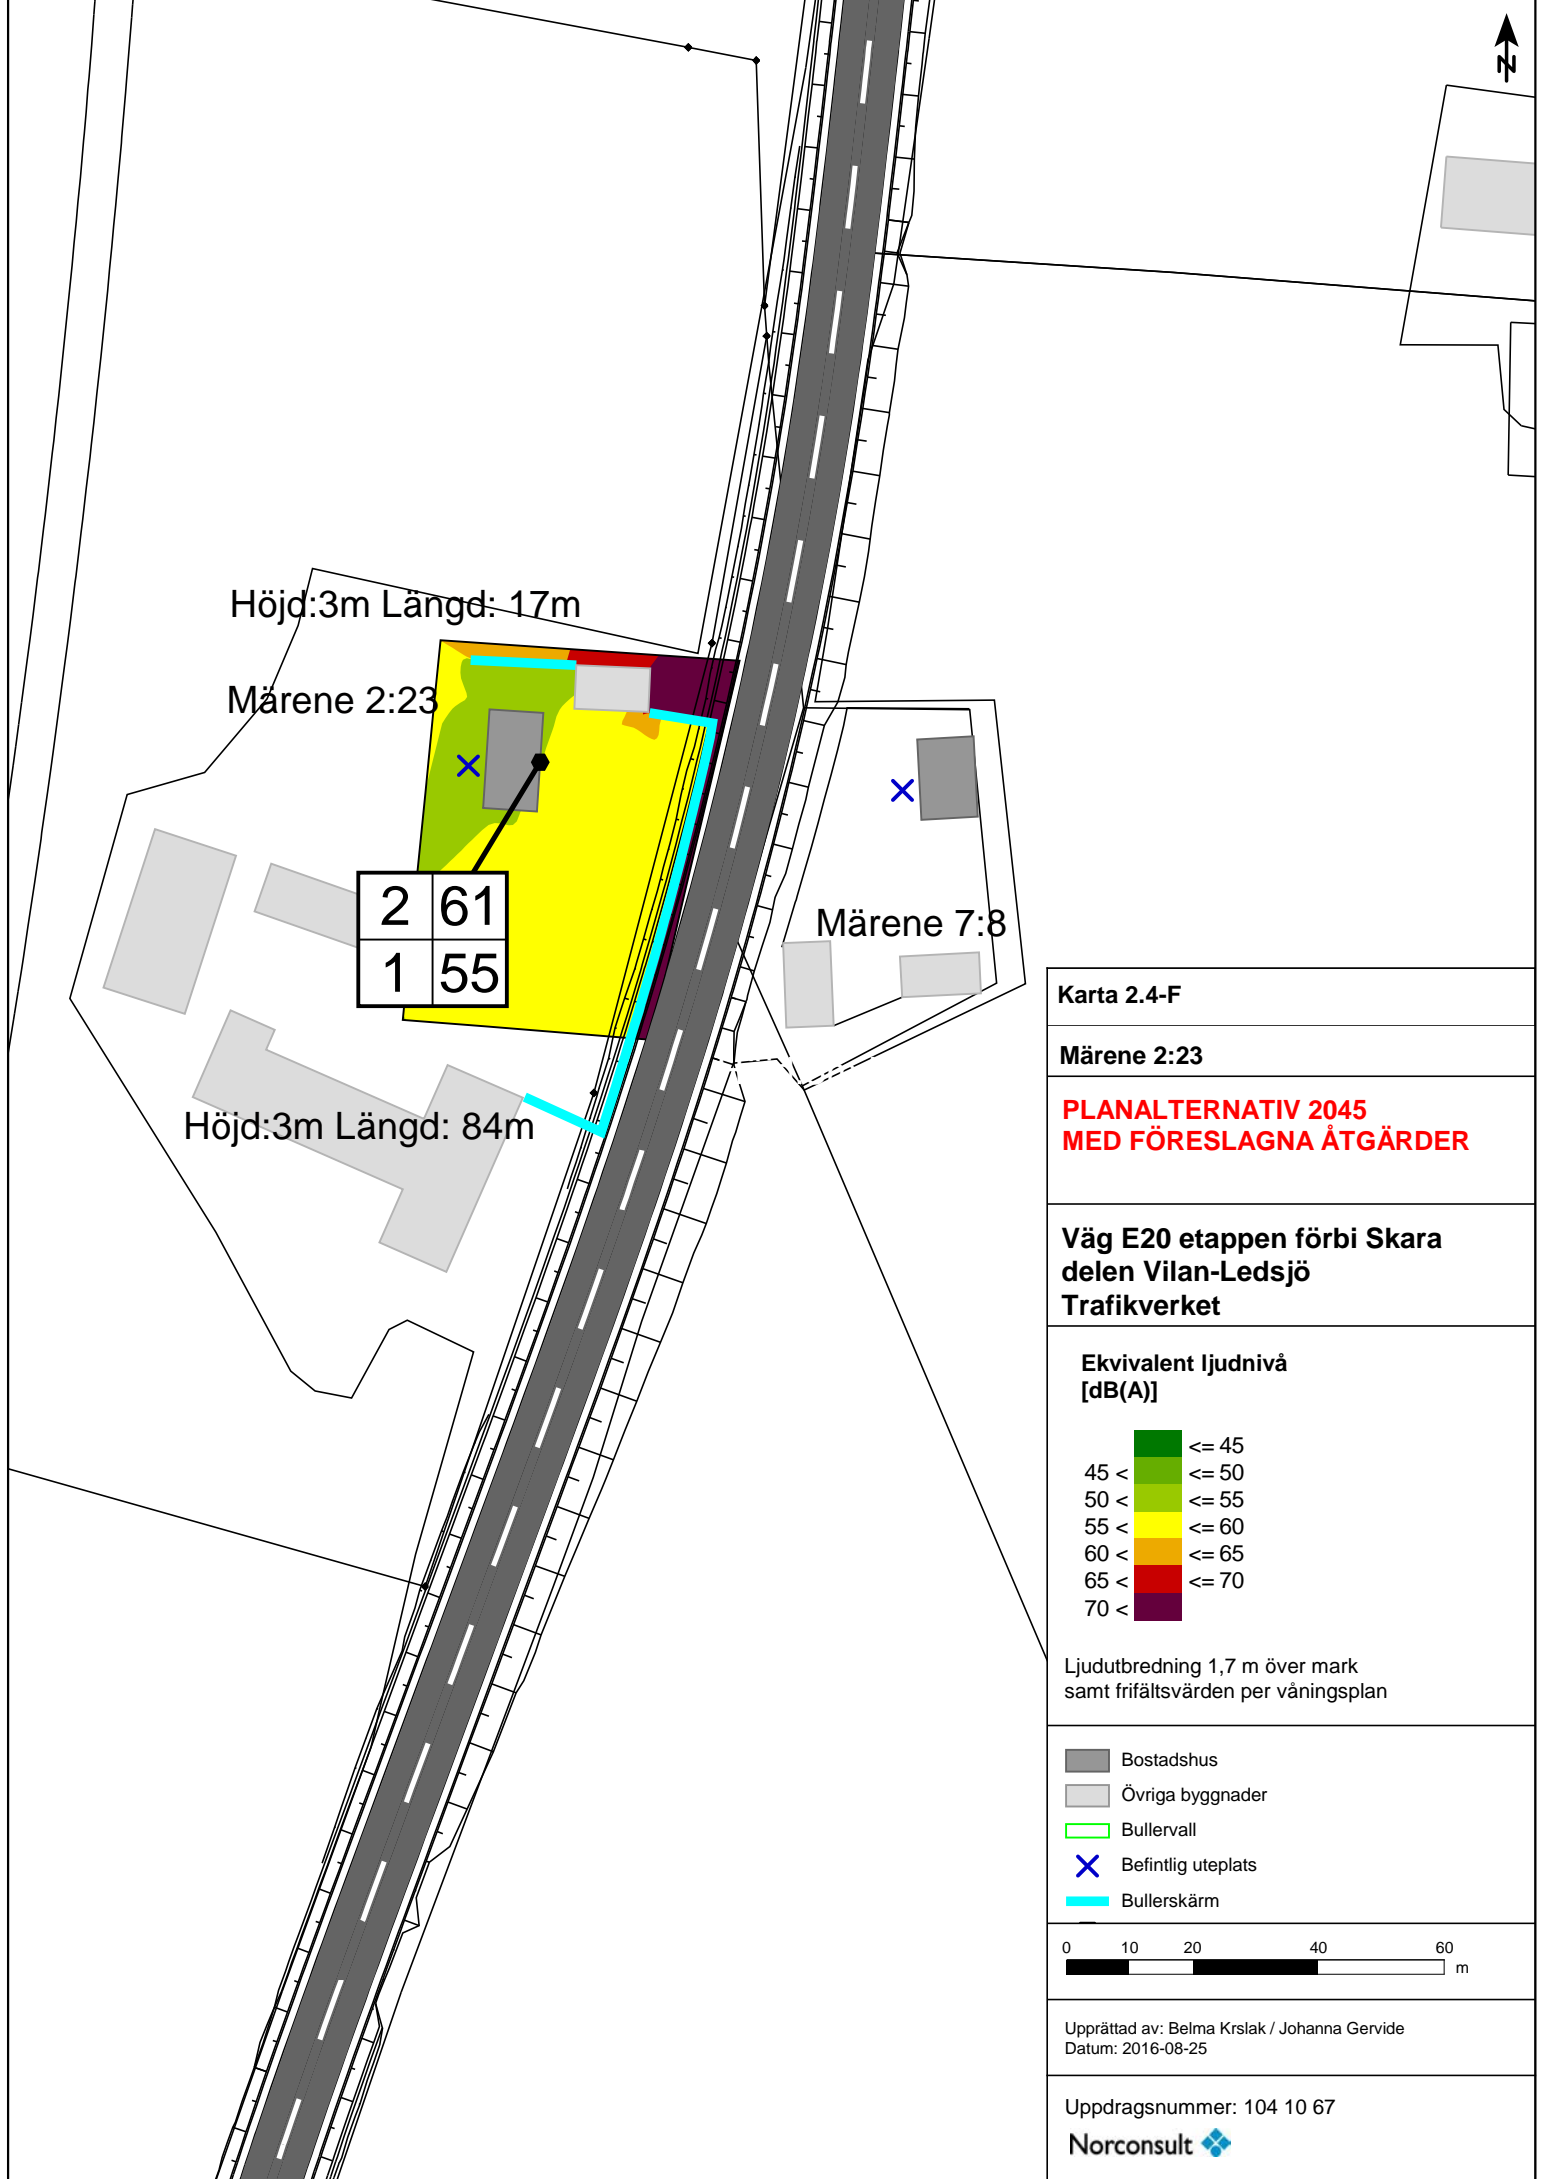 N
Höjd:3m Längd: 17m
Märene 2:23
2 61
1 55
Märene 7:8
Höjd:3m Längd: 84m
Karta 2.4-F
Märene 2:23
PLANALTERNATIV 2045
MED FÖRESLAGNA ÅTGÄRDER
Väg E20 etappen förbi Skara
delen Vilan-Ledsjö
Trafikverket
Ekvivalent ljudnivå
[dB(A)]
<= 45
45 < <= 50
50 < <= 55
55 < <= 60
60 < <= 65
65 < <= 70
70 <
Ljudutbredning 1,7 m över mark
samt frifältsvärden per våningsplan
Bostadshus
Övriga byggnader
Bullervall
Befintlig uteplats
Bullerskärm
0 10 20 40 60
m
Upprättad av: Belma Krslak / Johanna Gervide
Datum: 2016-08-25
Uppdragsnummer: 104 10 67
Norconsult